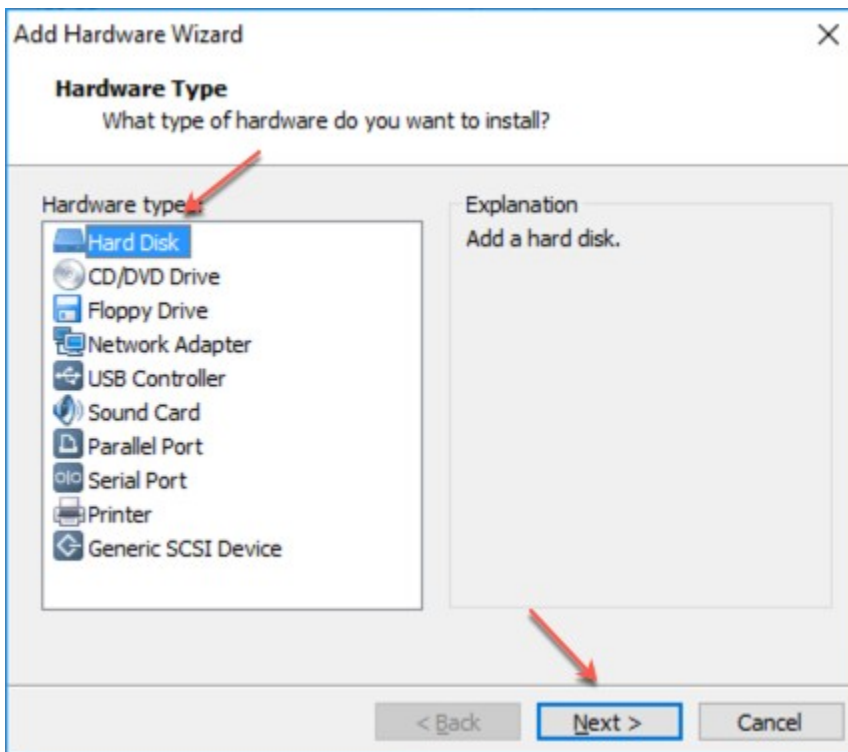 Add Hardware Wizard
Hardware Type
What type of hardware do you want to install?
Hardware types:
Explanation
Hard Disk
Add a hard disk.
CD/DVD Drive
Floppy Drive
Network Adapter
USB Controller
Sound Card
Parallel Port
Serial Port
Printer
Generic SCSI Device
< Back
Next >
Cancel